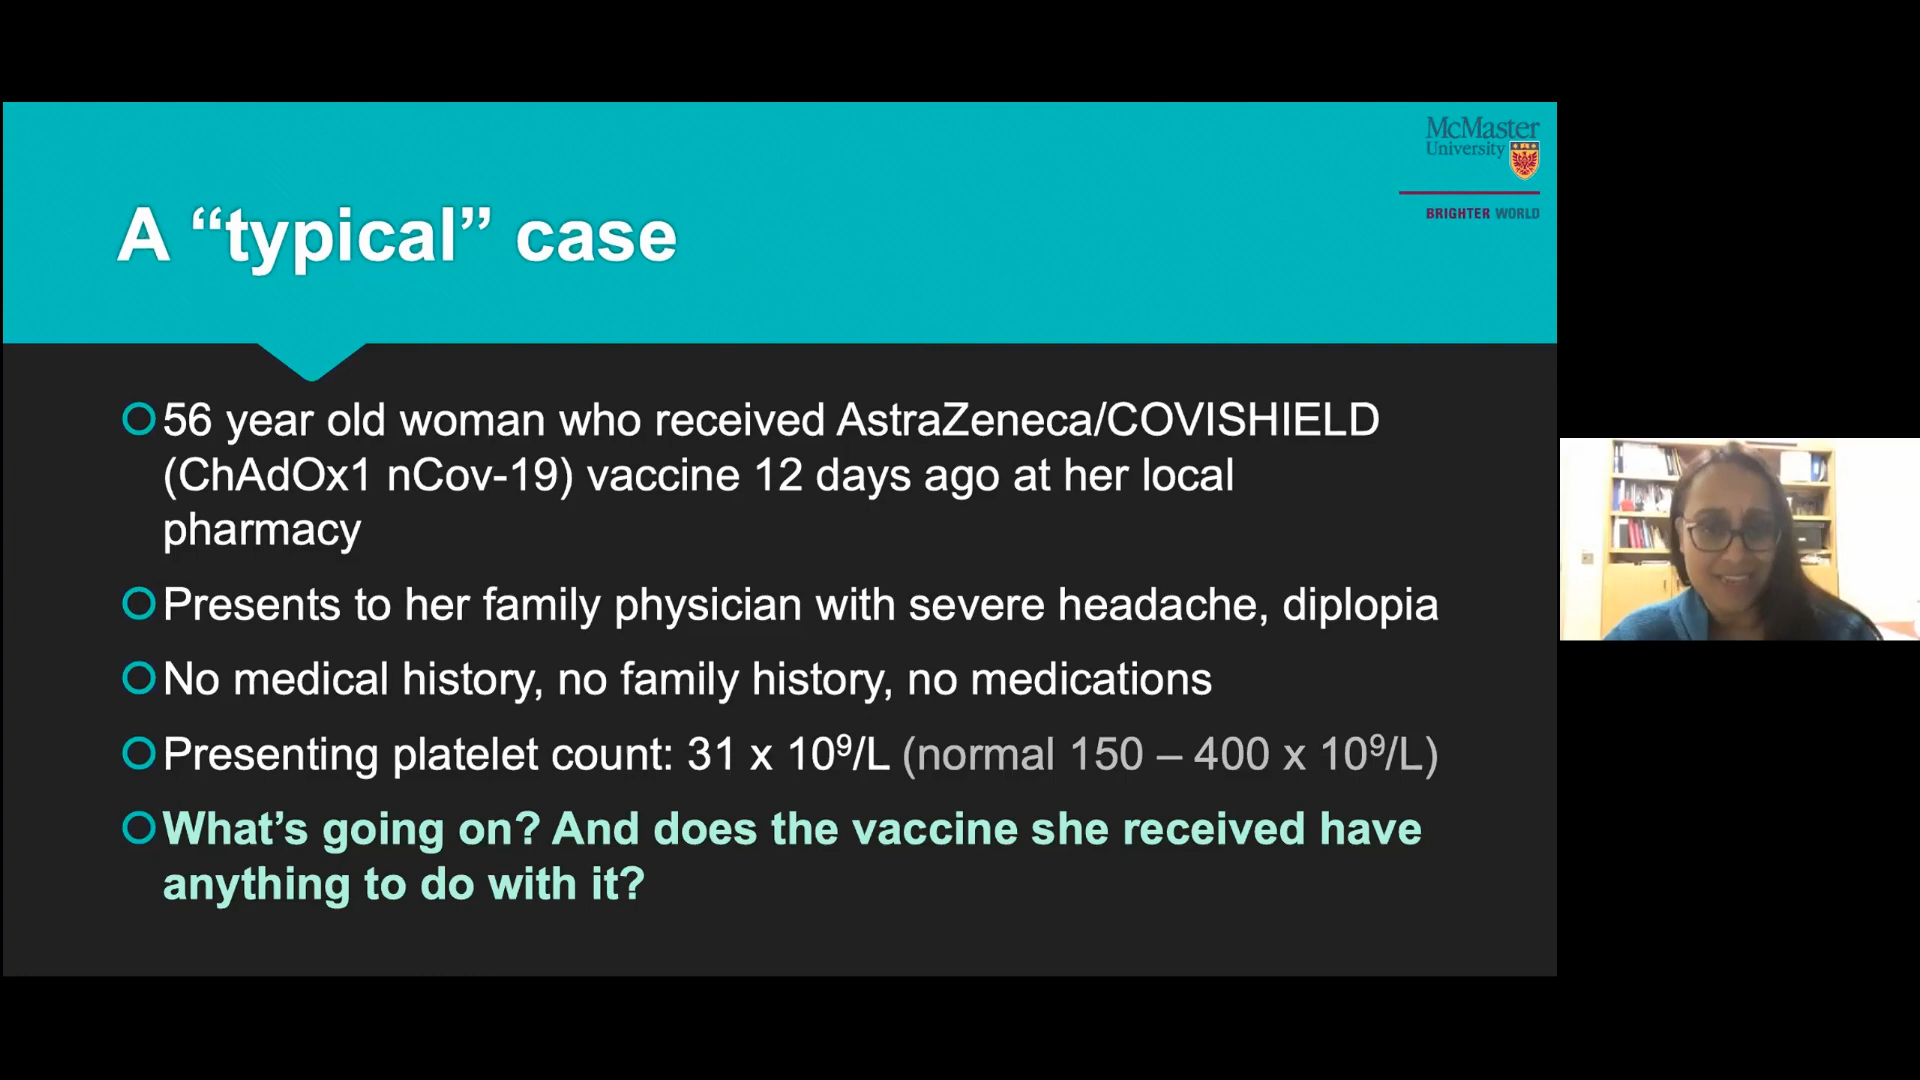 McMaster
University
BRIGHTER WORLD
A “typical” case
56 year old woman who received AstraZeneca/COVISHIELD
(ChAdOx1 nCov-19) vaccine 12 days ago at her local
pharmacy
Presents to her family physician with severe headache, diplopia
No medical history, no family history, no medications
Presenting platelet count: 31 x 10⁹/L (normal 150 – 400 x 10⁹/L)
What’s going on? And does the vaccine she received have
anything to do with it?